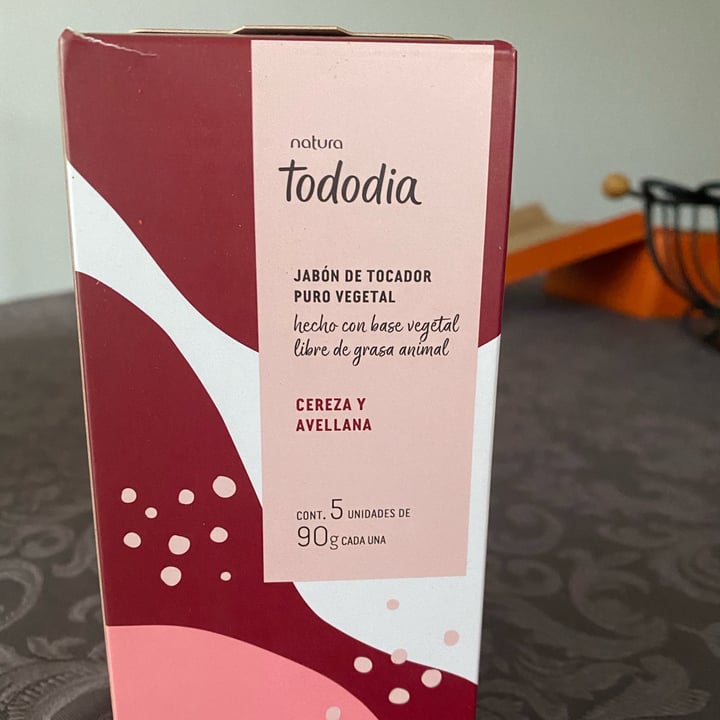 natura
tododia
JABÓN DE TOCADOR
PURO VEGETAL
hecho con base vegetal
libre de grasa animal
CEREZA Y
AVELLANA
CONT. 5 UNIDADES DE
90g CADA UNA